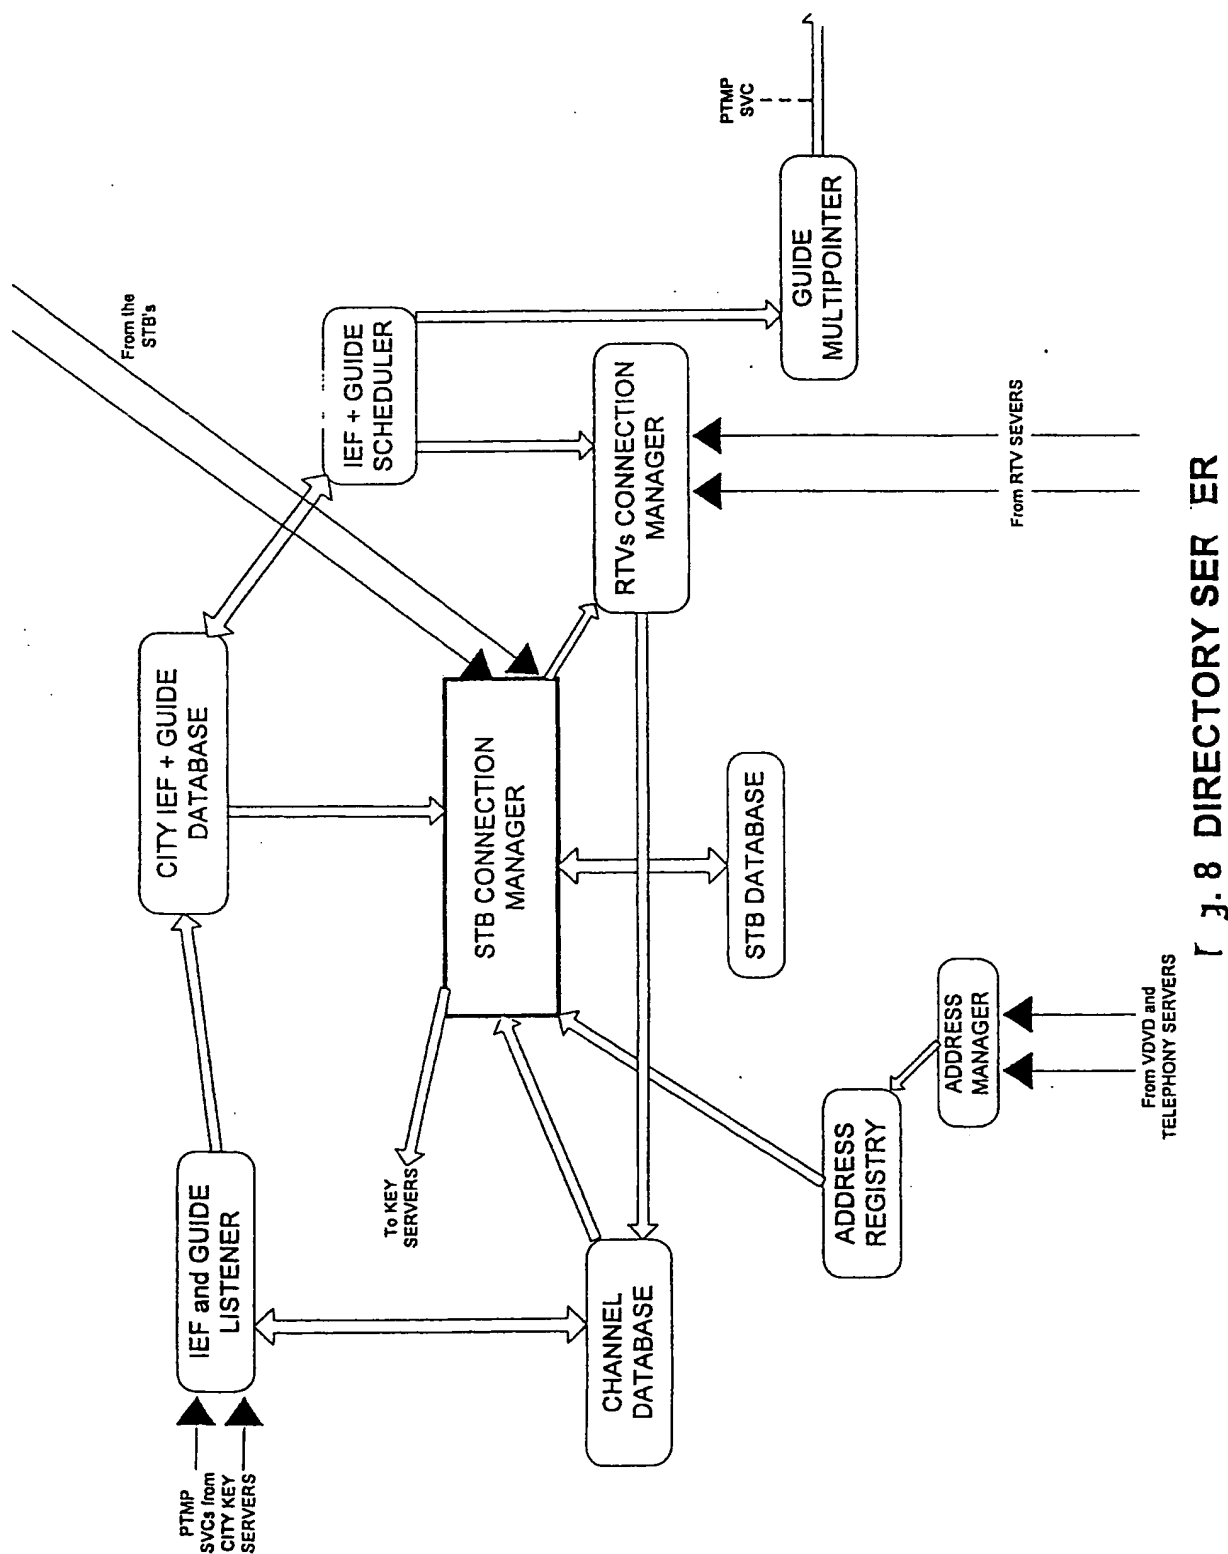 PTMP
SVCs from
CITY KEY
SERVERS
IEF and GUIDE
LISTENER
CITY IEF + GUIDE
DATABASE
From the
STB's
IEF + GUIDE
SCHEDULER
To KEY
SERVERS
STB CONNECTION
MANAGER
CHANNEL
DATABASE
RTVs CONNECTION
MANAGER
PTMP
SVC
GUIDE
MULTIPOINTER
STB DATABASE
ADDRESS
REGISTRY
ADDRESS
MANAGER
From VDVD and
TELEPHONY SERVERS
From RTV SEVERS
. 8 DIRECTORY SER ER